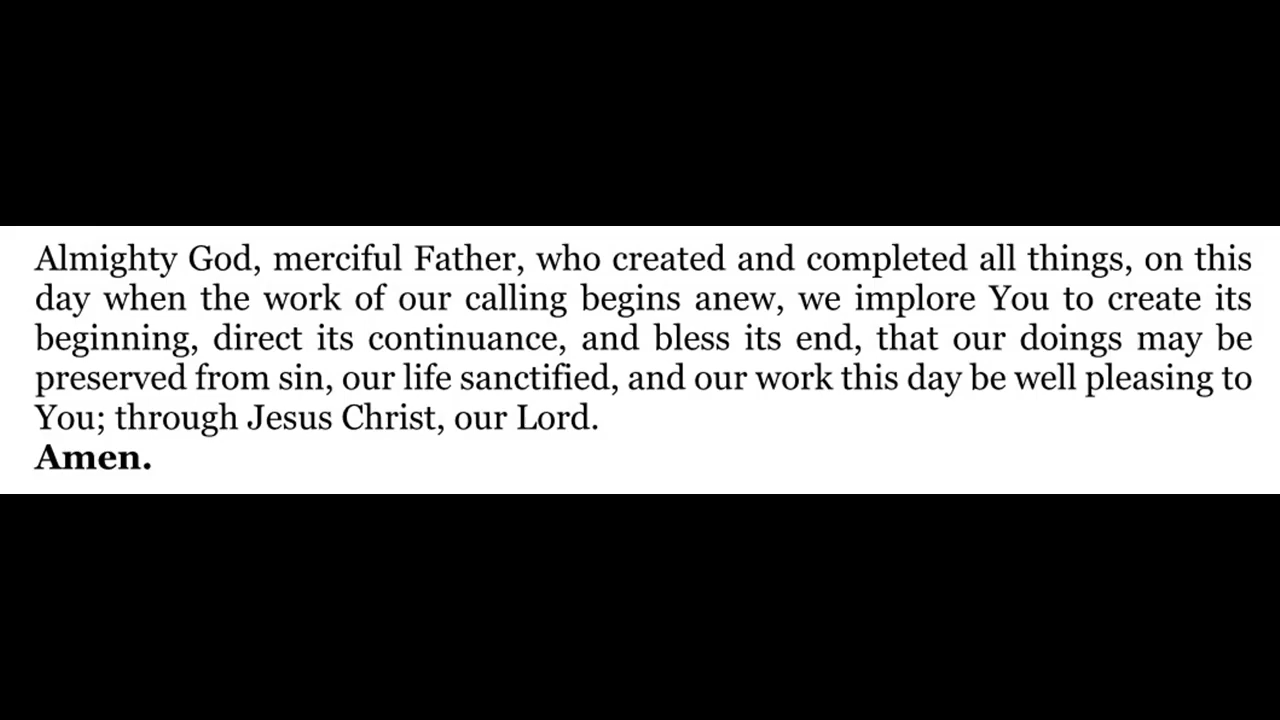 Almighty God, merciful Father, who created and completed all things, on this
day when the work of our calling begins anew, we implore You to create its
beginning, direct its continuance, and bless its end, that our doings may be
preserved from sin, our life sanctified, and our work this day be well pleasing to
You; through Jesus Christ, our Lord.
Amen.